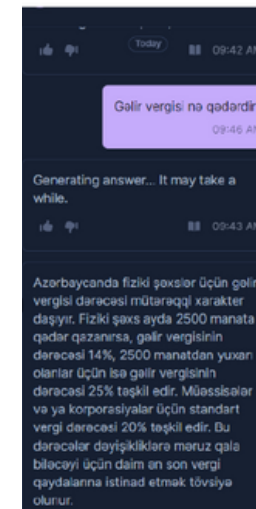 Today
09:42 AM
Gəlir vergisi nə qədərdir
09:46 AM
Generating answer... It may take a
while.
09:43 AM
Azərbaycanda fiziki şəxslər üçün gəlir
vergisi dərəcəsi mütərəqqi xarakter
daşıyır. Fiziki şəxs ayda 2500 manata
qədər qazanırsa, gəlir vergisinin
dərəcəsi 14%, 2500 manatdan yuxarı
olanlar üçün isə gəlir vergisinin
dərəcəsi 25% təşkil edir. Müəssisələr
və ya korporasiyalar üçün standart
vergi dərəcəsi 20% təşkil edir. Bu
dərəcələr dəyişikliklərə məruz qala
biləcəyi üçün daim ən son vergi
qaydalarına istinad etmək tövsiyə
olunur.